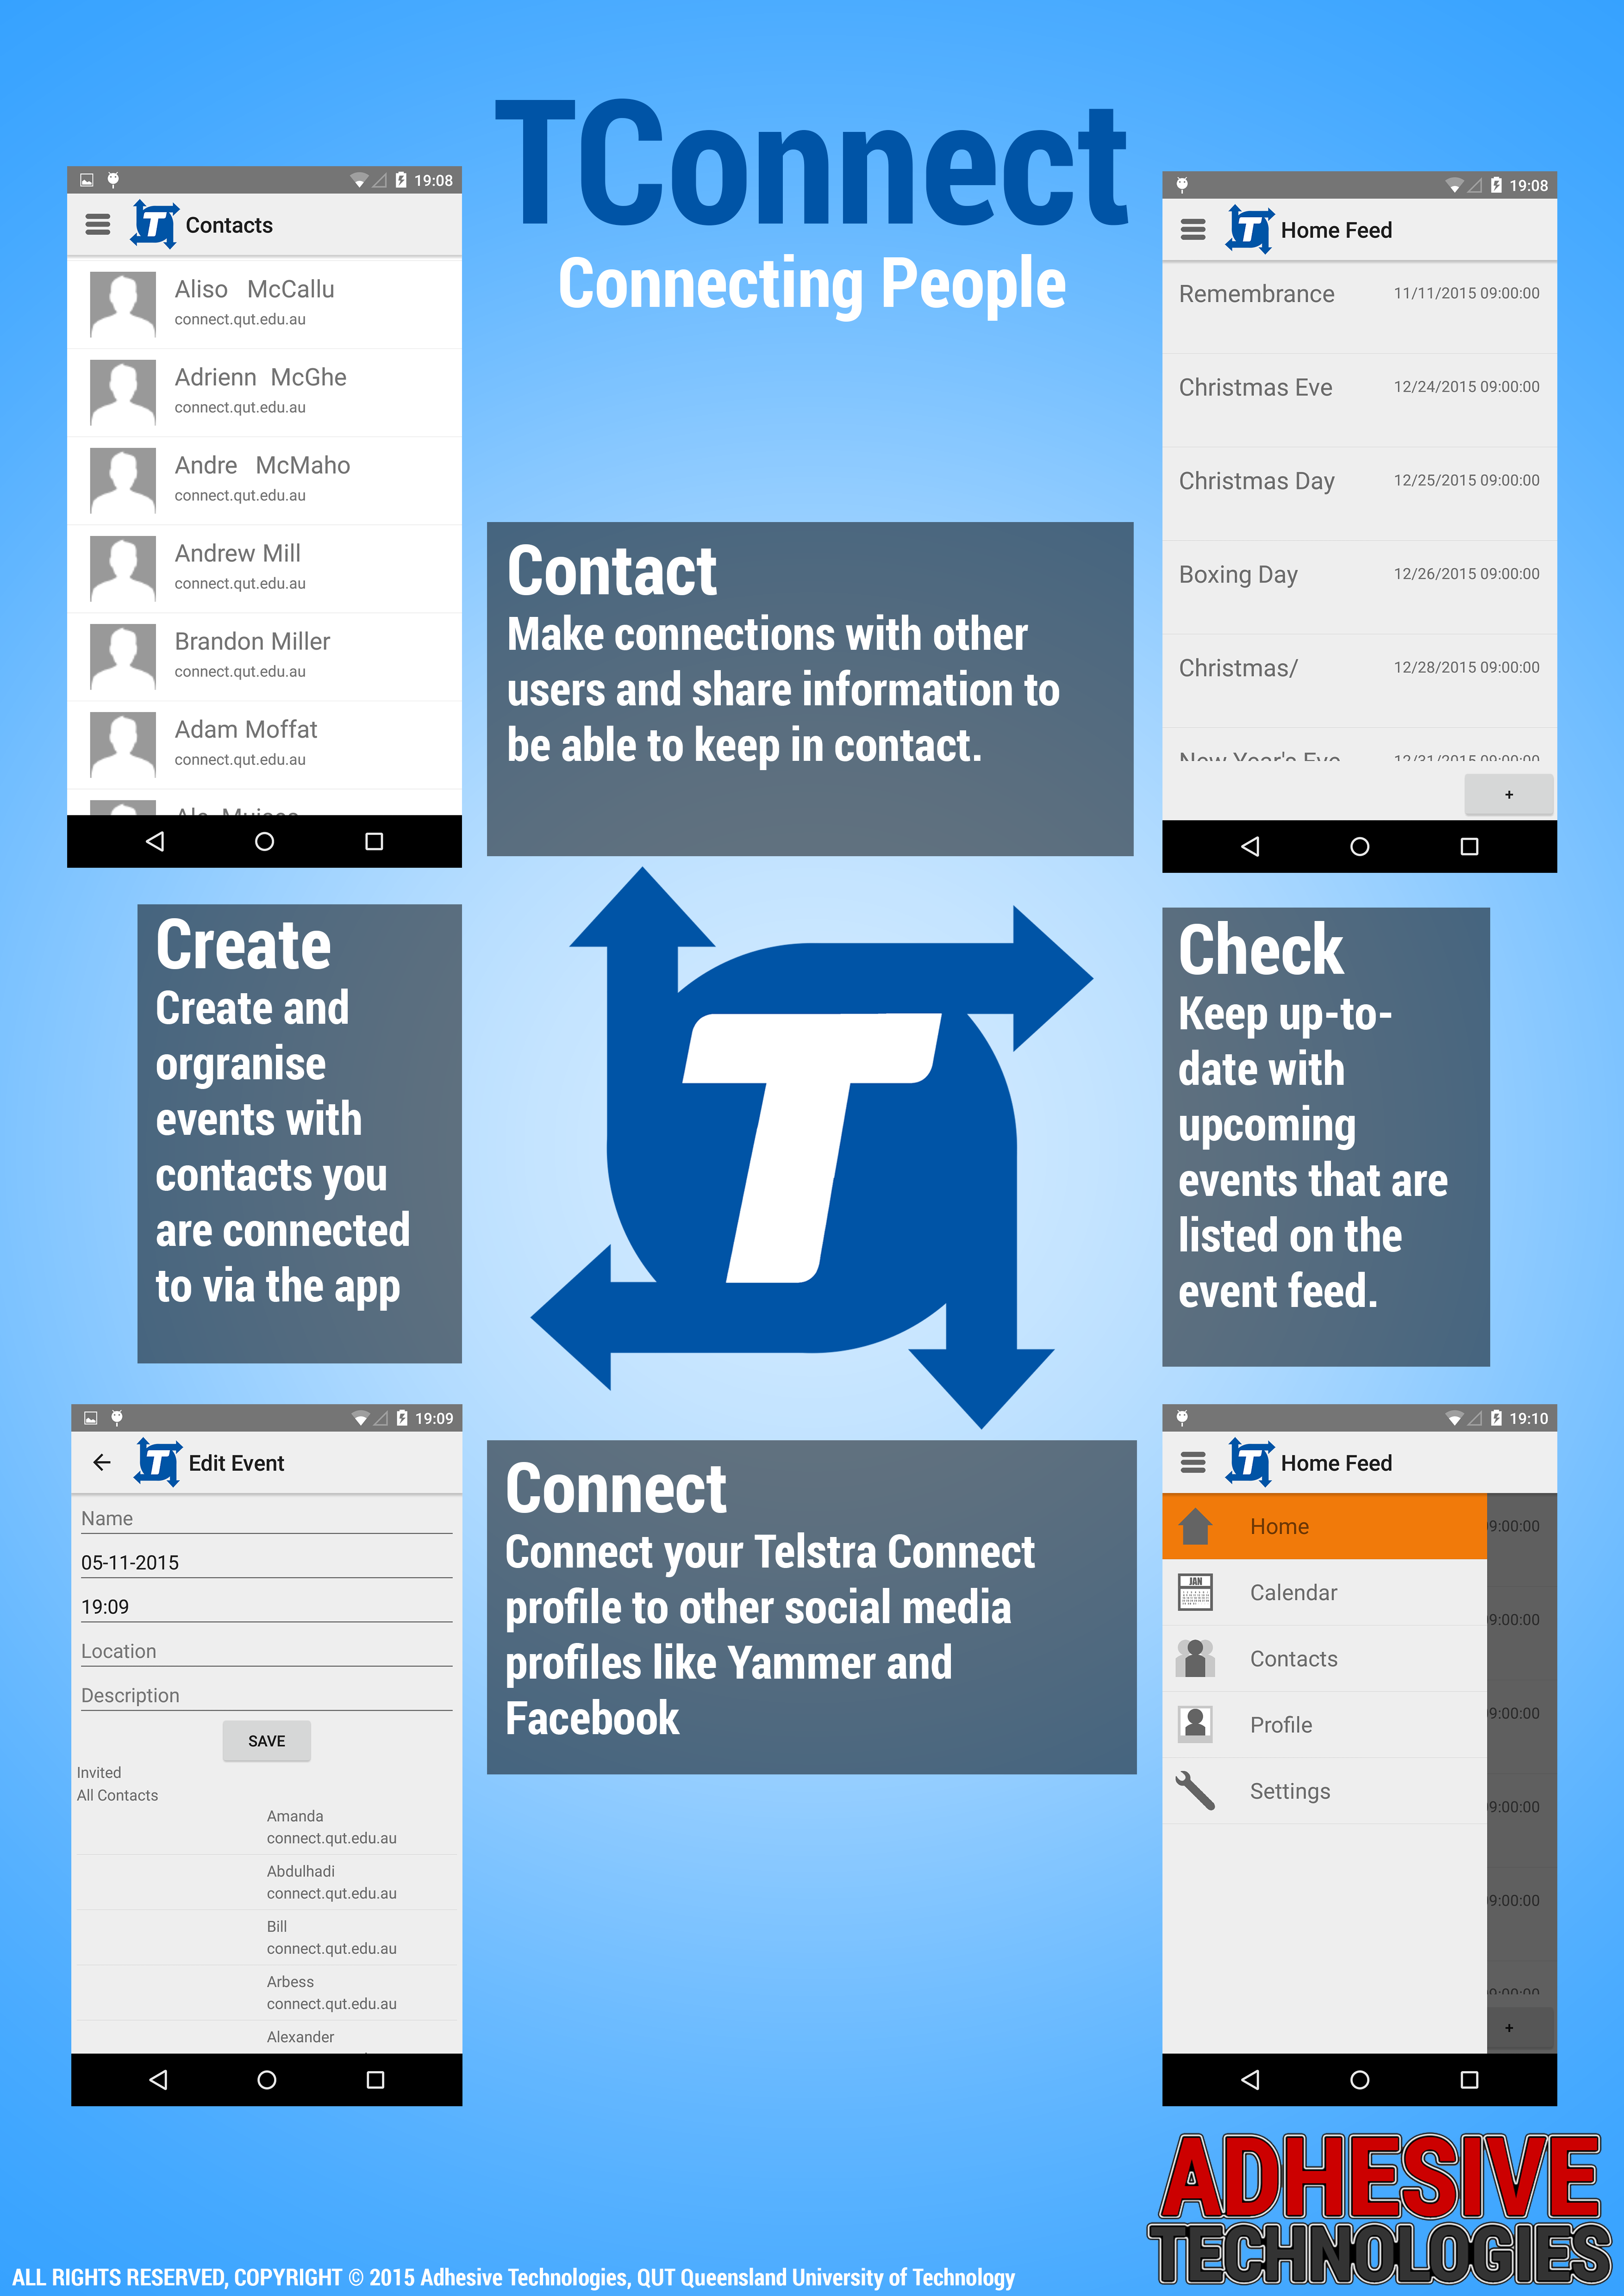 TConnect
Connecting People
19:08
Contacts
Aliso McCallu
connect.qut.edu.au
Adrienn McGhe
connect.qut.edu.au
Andre McMaho
connect.qut.edu.au
Andrew Mill
connect.qut.edu.au
Brandon Miller
connect.qut.edu.au
Adam Moffat
connect.qut.edu.au
19:08
Home Feed
Remembrance 11/11/2015 09:00:00
Christmas Eve 12/24/2015 09:00:00
Christmas Day 12/25/2015 09:00:00
Boxing Day 12/26/2015 09:00:00
Christmas/ 12/28/2015 09:00:00
New Year's Eve 12/31/2015 09:00:00
+
Contact
Make connections with other
users and share information to
be able to keep in contact.
Create
Create and
orgranise
events with
contacts you
are connected
to via the app
T
Check
Keep up-to-
date with
upcoming
events that are
listed on the
event feed.
19:09
Edit Event
Name
05-11-2015
19:09
Location
Description
SAVE
Invited
All Contacts
Amanda
connect.qut.edu.au
Abdulhadi
connect.qut.edu.au
Bill
connect.qut.edu.au
Arbess
connect.qut.edu.au
Alexander
Connect
Connect your Telstra Connect
profile to other social media
profiles like Yammer and
Facebook
19:10
Home Feed
Home 9:00:00
JAN
Calendar 9:00:00
Contacts
Profile 9:00:00
Settings 9:00:00
9:00:00
9:00:00
+
ADHESIVE
TECHNOLOGIES
ALL RIGHTS RESERVED, COPYRIGHT © 2015 Adhesive Technologies, QUT Queensland University of Technology